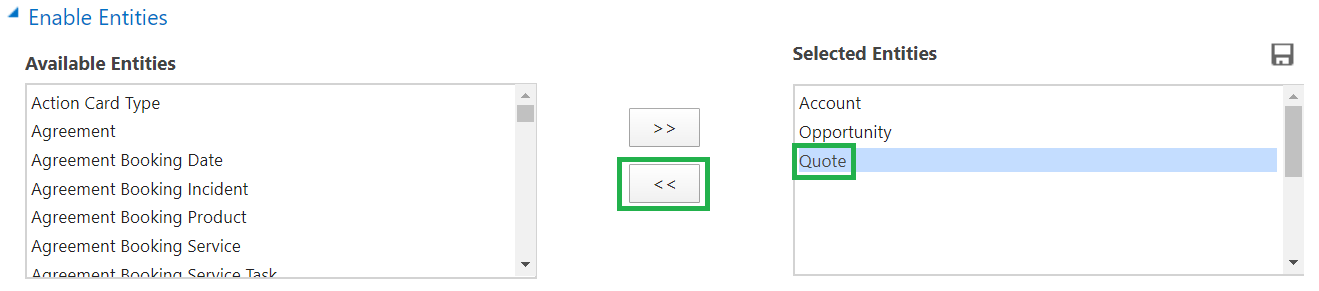 Enable Entities
Available Entities
Action Card Type
Agreement
Agreement Booking Date
Agreement Booking Incident
Agreement Booking Product
Agreement Booking Service
Agreement Booking Service Task
>>
<<
Selected Entities
Account
Opportunity
Quote